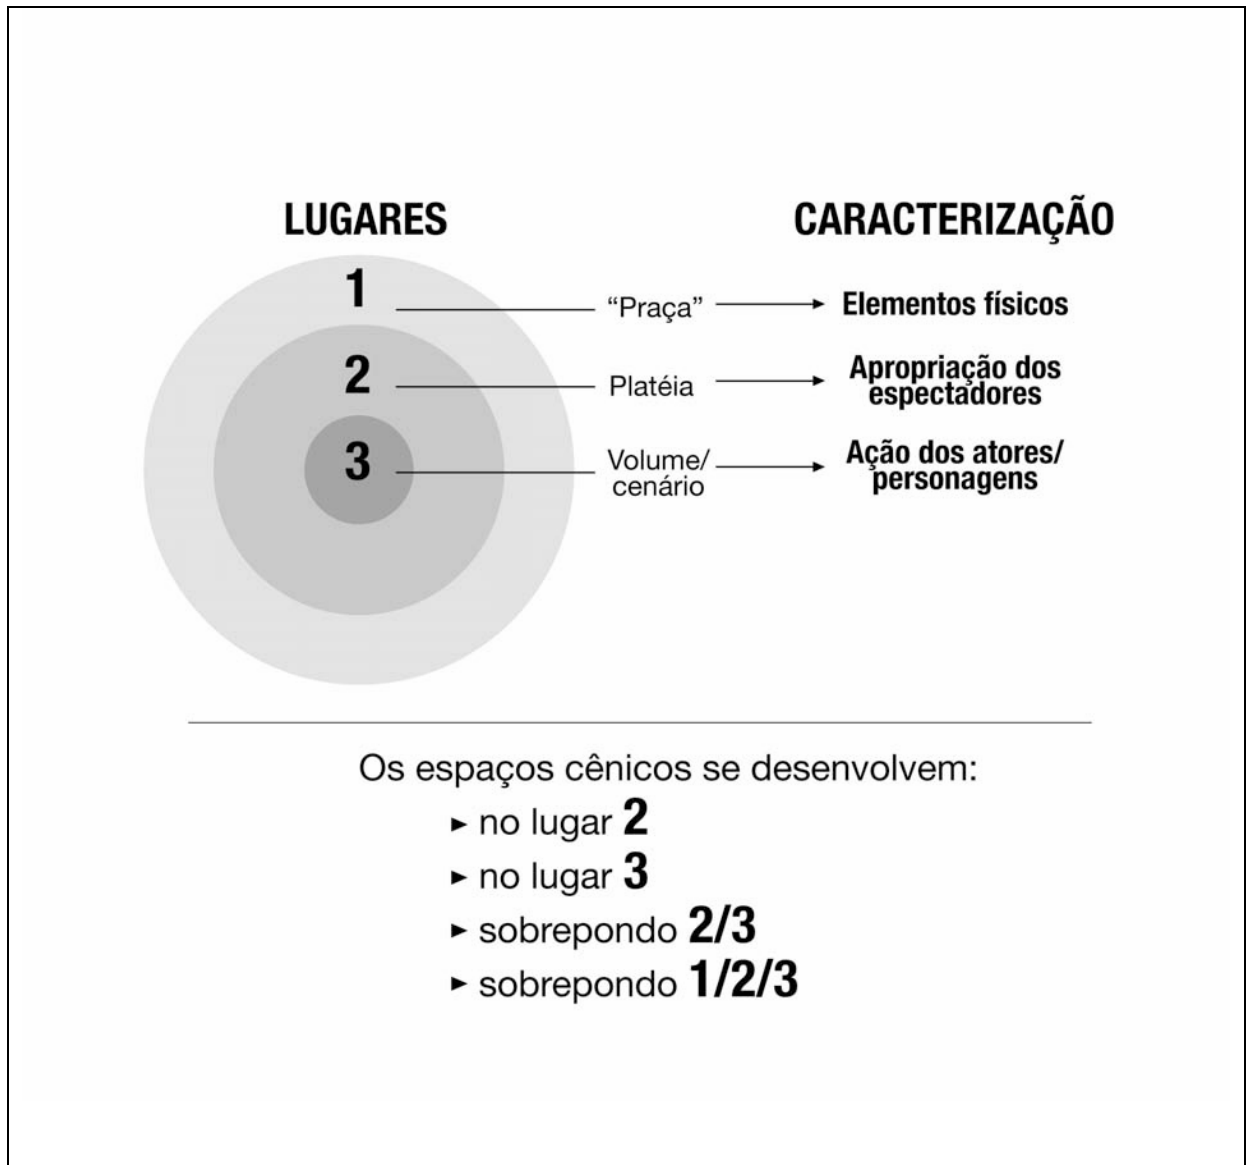 LUGARES
CARACTERIZAÇÃO
1
“Praça”
Elementos físicos
2
Platéia
Apropriação dos
espectadores
3
Volume/
cenário
Ação dos atores/
personagens
Os espaços cênicos se desenvolvem:
► no lugar 2
► no lugar 3
► sobrepondo 2/3
► sobrepondo 1/2/3